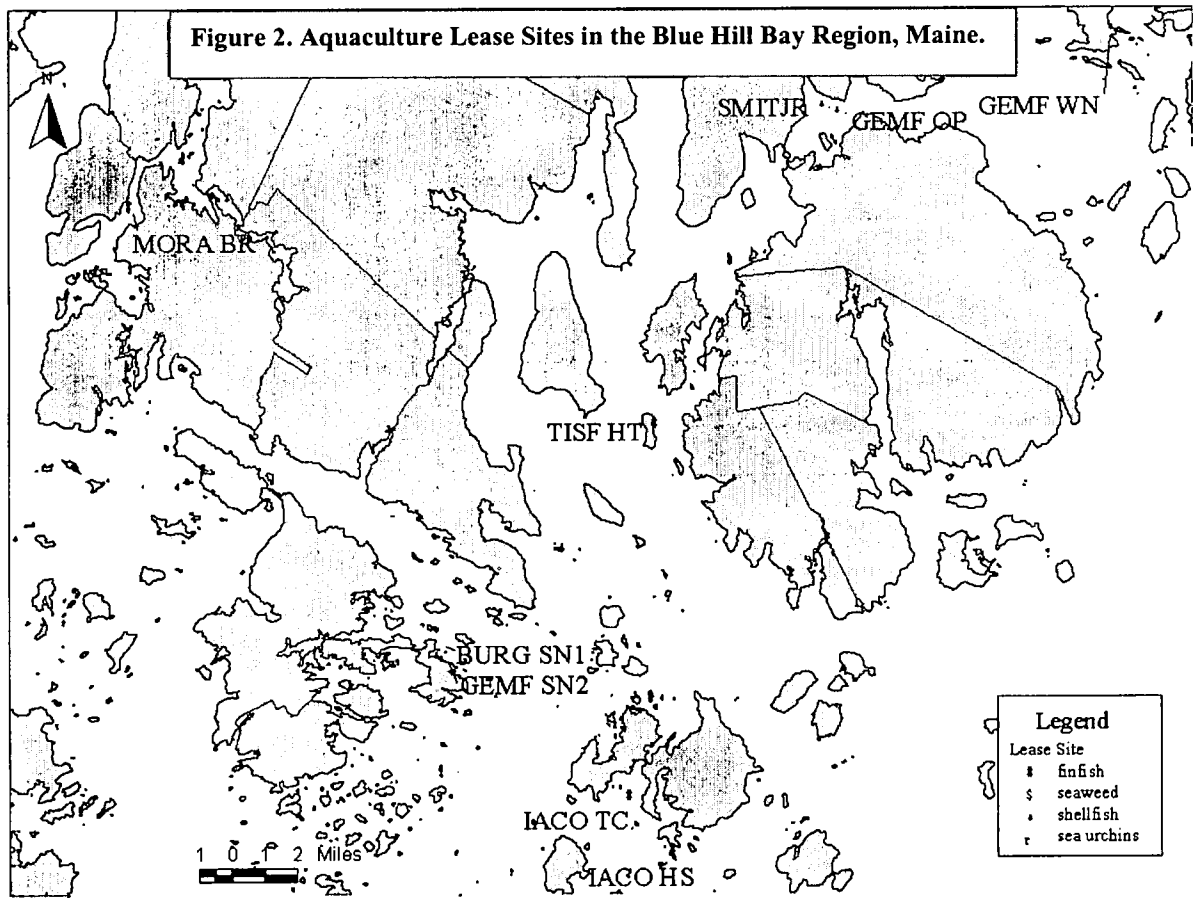 Figure 2. Aquaculture Lease Sites in the Blue Hill Bay Region, Maine.
N
SMITJR
GEMF OP
GEMF WN
MORA BR
TISF HT
BURG SN1
GEMF SN2
IACO TC
IACO HS
1 0 1 2 Miles
Legend
Lease Site
finfish
$ seaweed
shellfish
r sea urchins